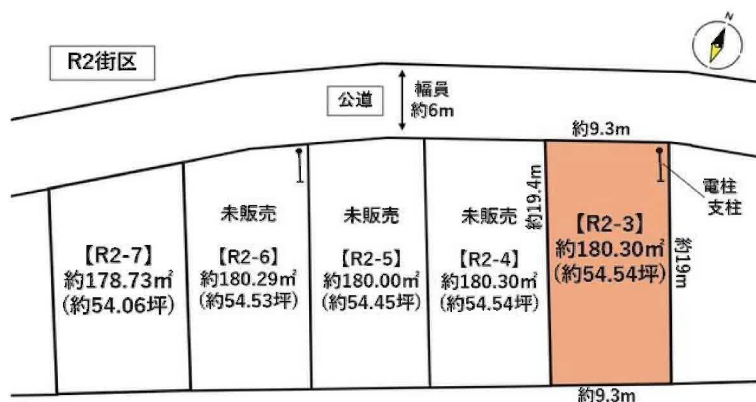 N
R2街区
公道
幅員
約6m
約9.3m
電柱
支柱
約19.4m
約19m
【R2-7】
約178.73㎡
(約54.06坪)
未販売
【R2-6】
約180.29㎡
(約54.53坪)
未販売
【R2-5】
約180.00㎡
(約54.45坪)
未販売
【R2-4】
約180.30㎡
(約54.54坪)
【R2-3】
約180.30㎡
(約54.54坪)
約9.3m